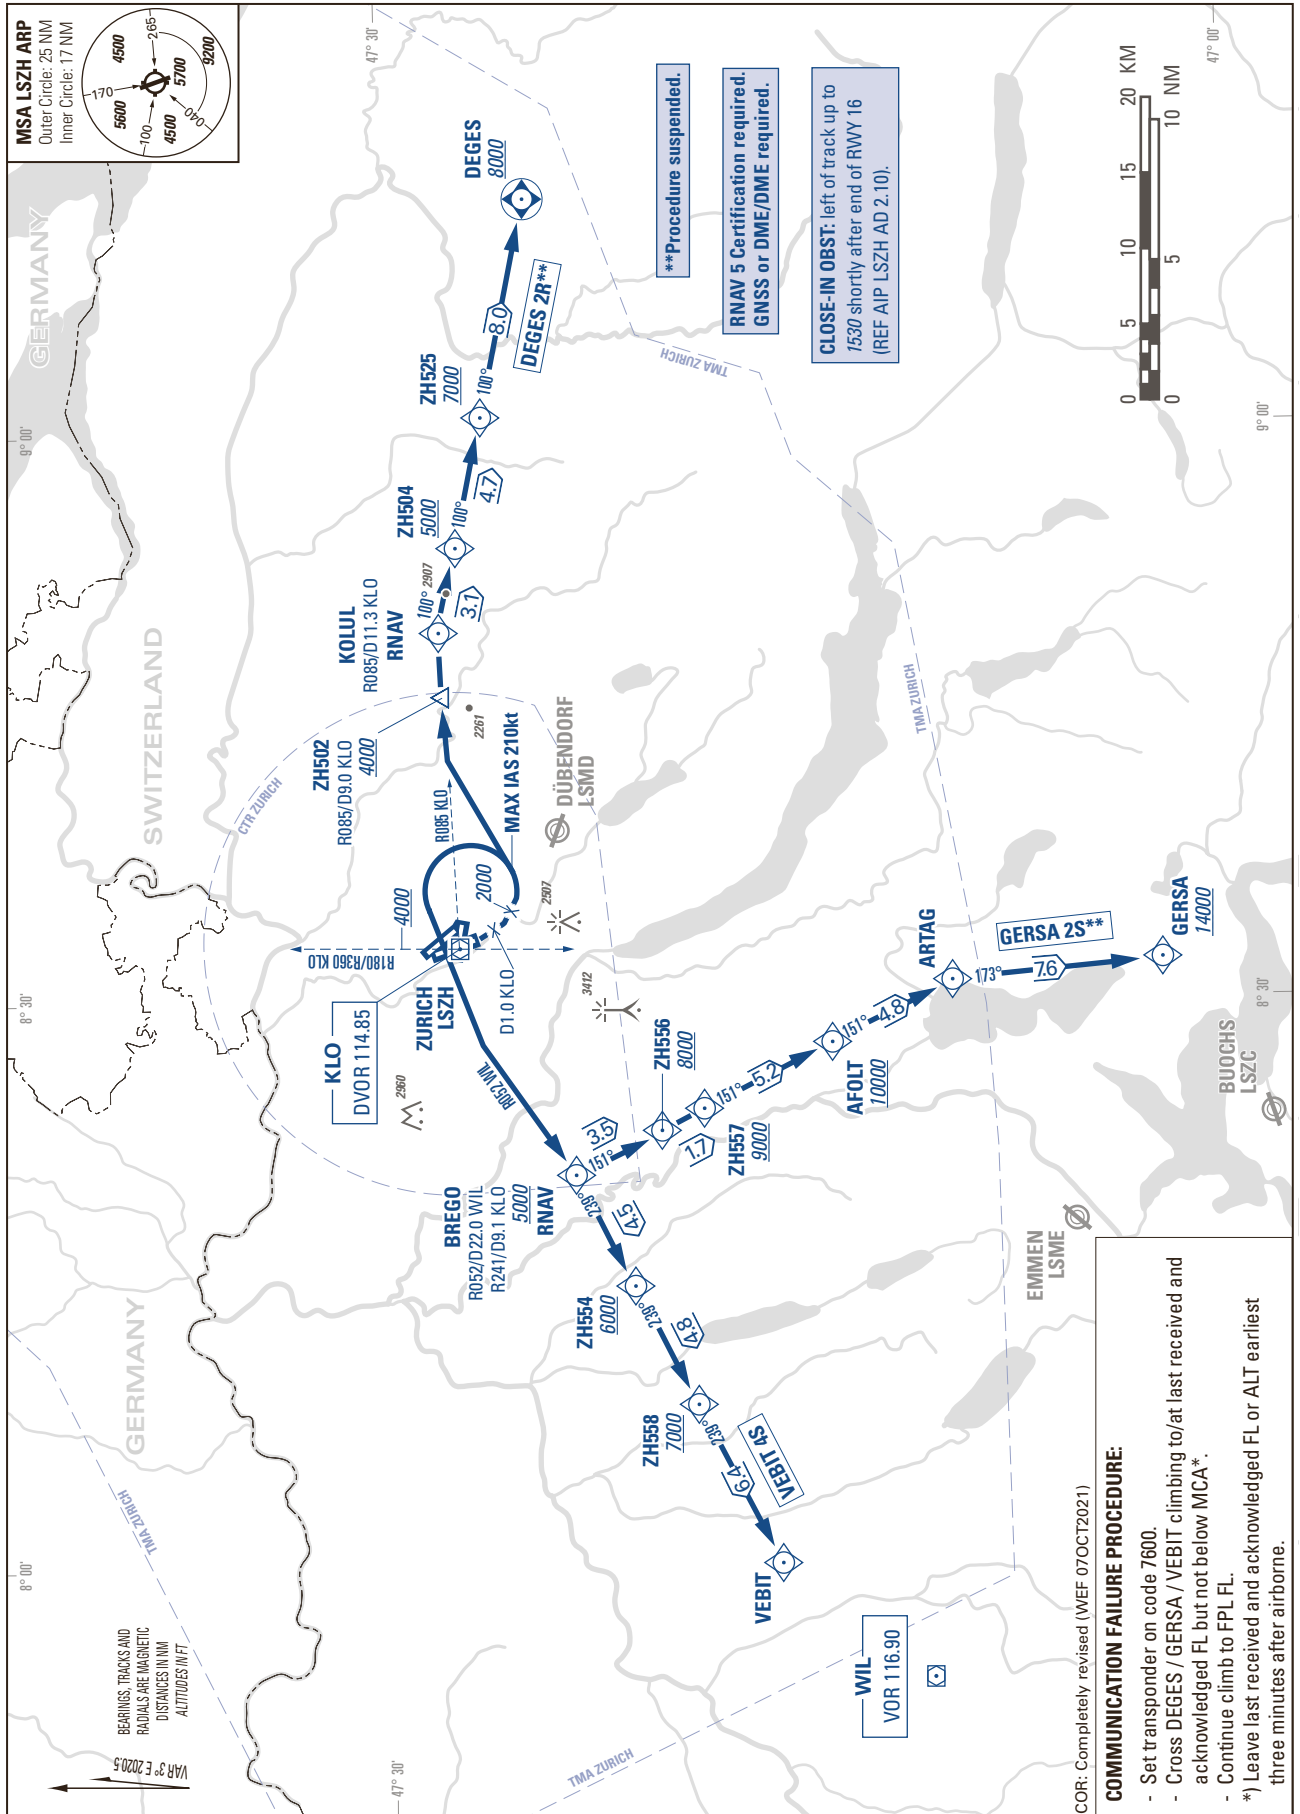 MSA LSZH ARP
Outer Circle: 25 NM
Inner Circle: 17 NM
170
265
100
040
4500
5600
5700
9200
4500
BEARINGS, TRACKS AND
RADIALS ARE MAGNETIC
DISTANCES IN NM
ALTITUDES IN FT
VAR 3° E 2020.5
8° 00'
8° 30'
9° 00'
47° 30'
47° 30'
GERMANY
SWITZERLAND
GERMANY
TMA ZURICH
CTR ZURICH
KLO
DVOR 114.85
2960
ZURICH
LSZH
R180/R360 KLO
4000
D1.0 KLO
2000
MAX IAS 210kt
R085 KLO
ZH502
R085/D9.0 KLO
4000
2261
KOLUL
R085/D11.3 KLO
RNAV
100°
2907
3.1
ZH504
5000
100°
4.7
ZH525
7000
100°
8.0
DEGES 2R**
DEGES
8000
DÜBENDORF
LSMD
2507
3412
R052 WIL
BREGO
R052/D22.0 WIL
R241/D9.1 KLO
5000
RNAV
239°
4.5
ZH554
6000
239°
4.8
ZH558
7000
239°
6.4
VEBIT 4S
VEBIT
151°
3.5
ZH556
8000
1.7
ZH557
9000
151°
5.2
AFOLT
10000
151°
4.8
ARTAG
173°
7.6
GERSA 2S**
GERSA
14000
WIL
VOR 116.90
TMA ZURICH
TMA ZURICH
TMA ZURICH
EMMEN
LSME
BUOCHS
LSZC
**Procedure suspended.
RNAV 5 Certification required.
GNSS or DME/DME required.
CLOSE-IN OBST: left of track up to
1530 shortly after end of RWY 16
(REF AIP LSZH AD 2.10).
0 5 10 15 20 KM
0 5 10 NM
8° 30'
9° 00'
47° 00'
COR: Completely revised (WEF 07OCT2021)
COMMUNICATION FAILURE PROCEDURE:
- Set transponder on code 7600.
- Cross DEGES / GERSA / VEBIT climbing to/at last received and
acknowledged FL but not below MCA*.
- Continue climb to FPL FL.
*) Leave last received and acknowledged FL or ALT earliest
three minutes after airborne.